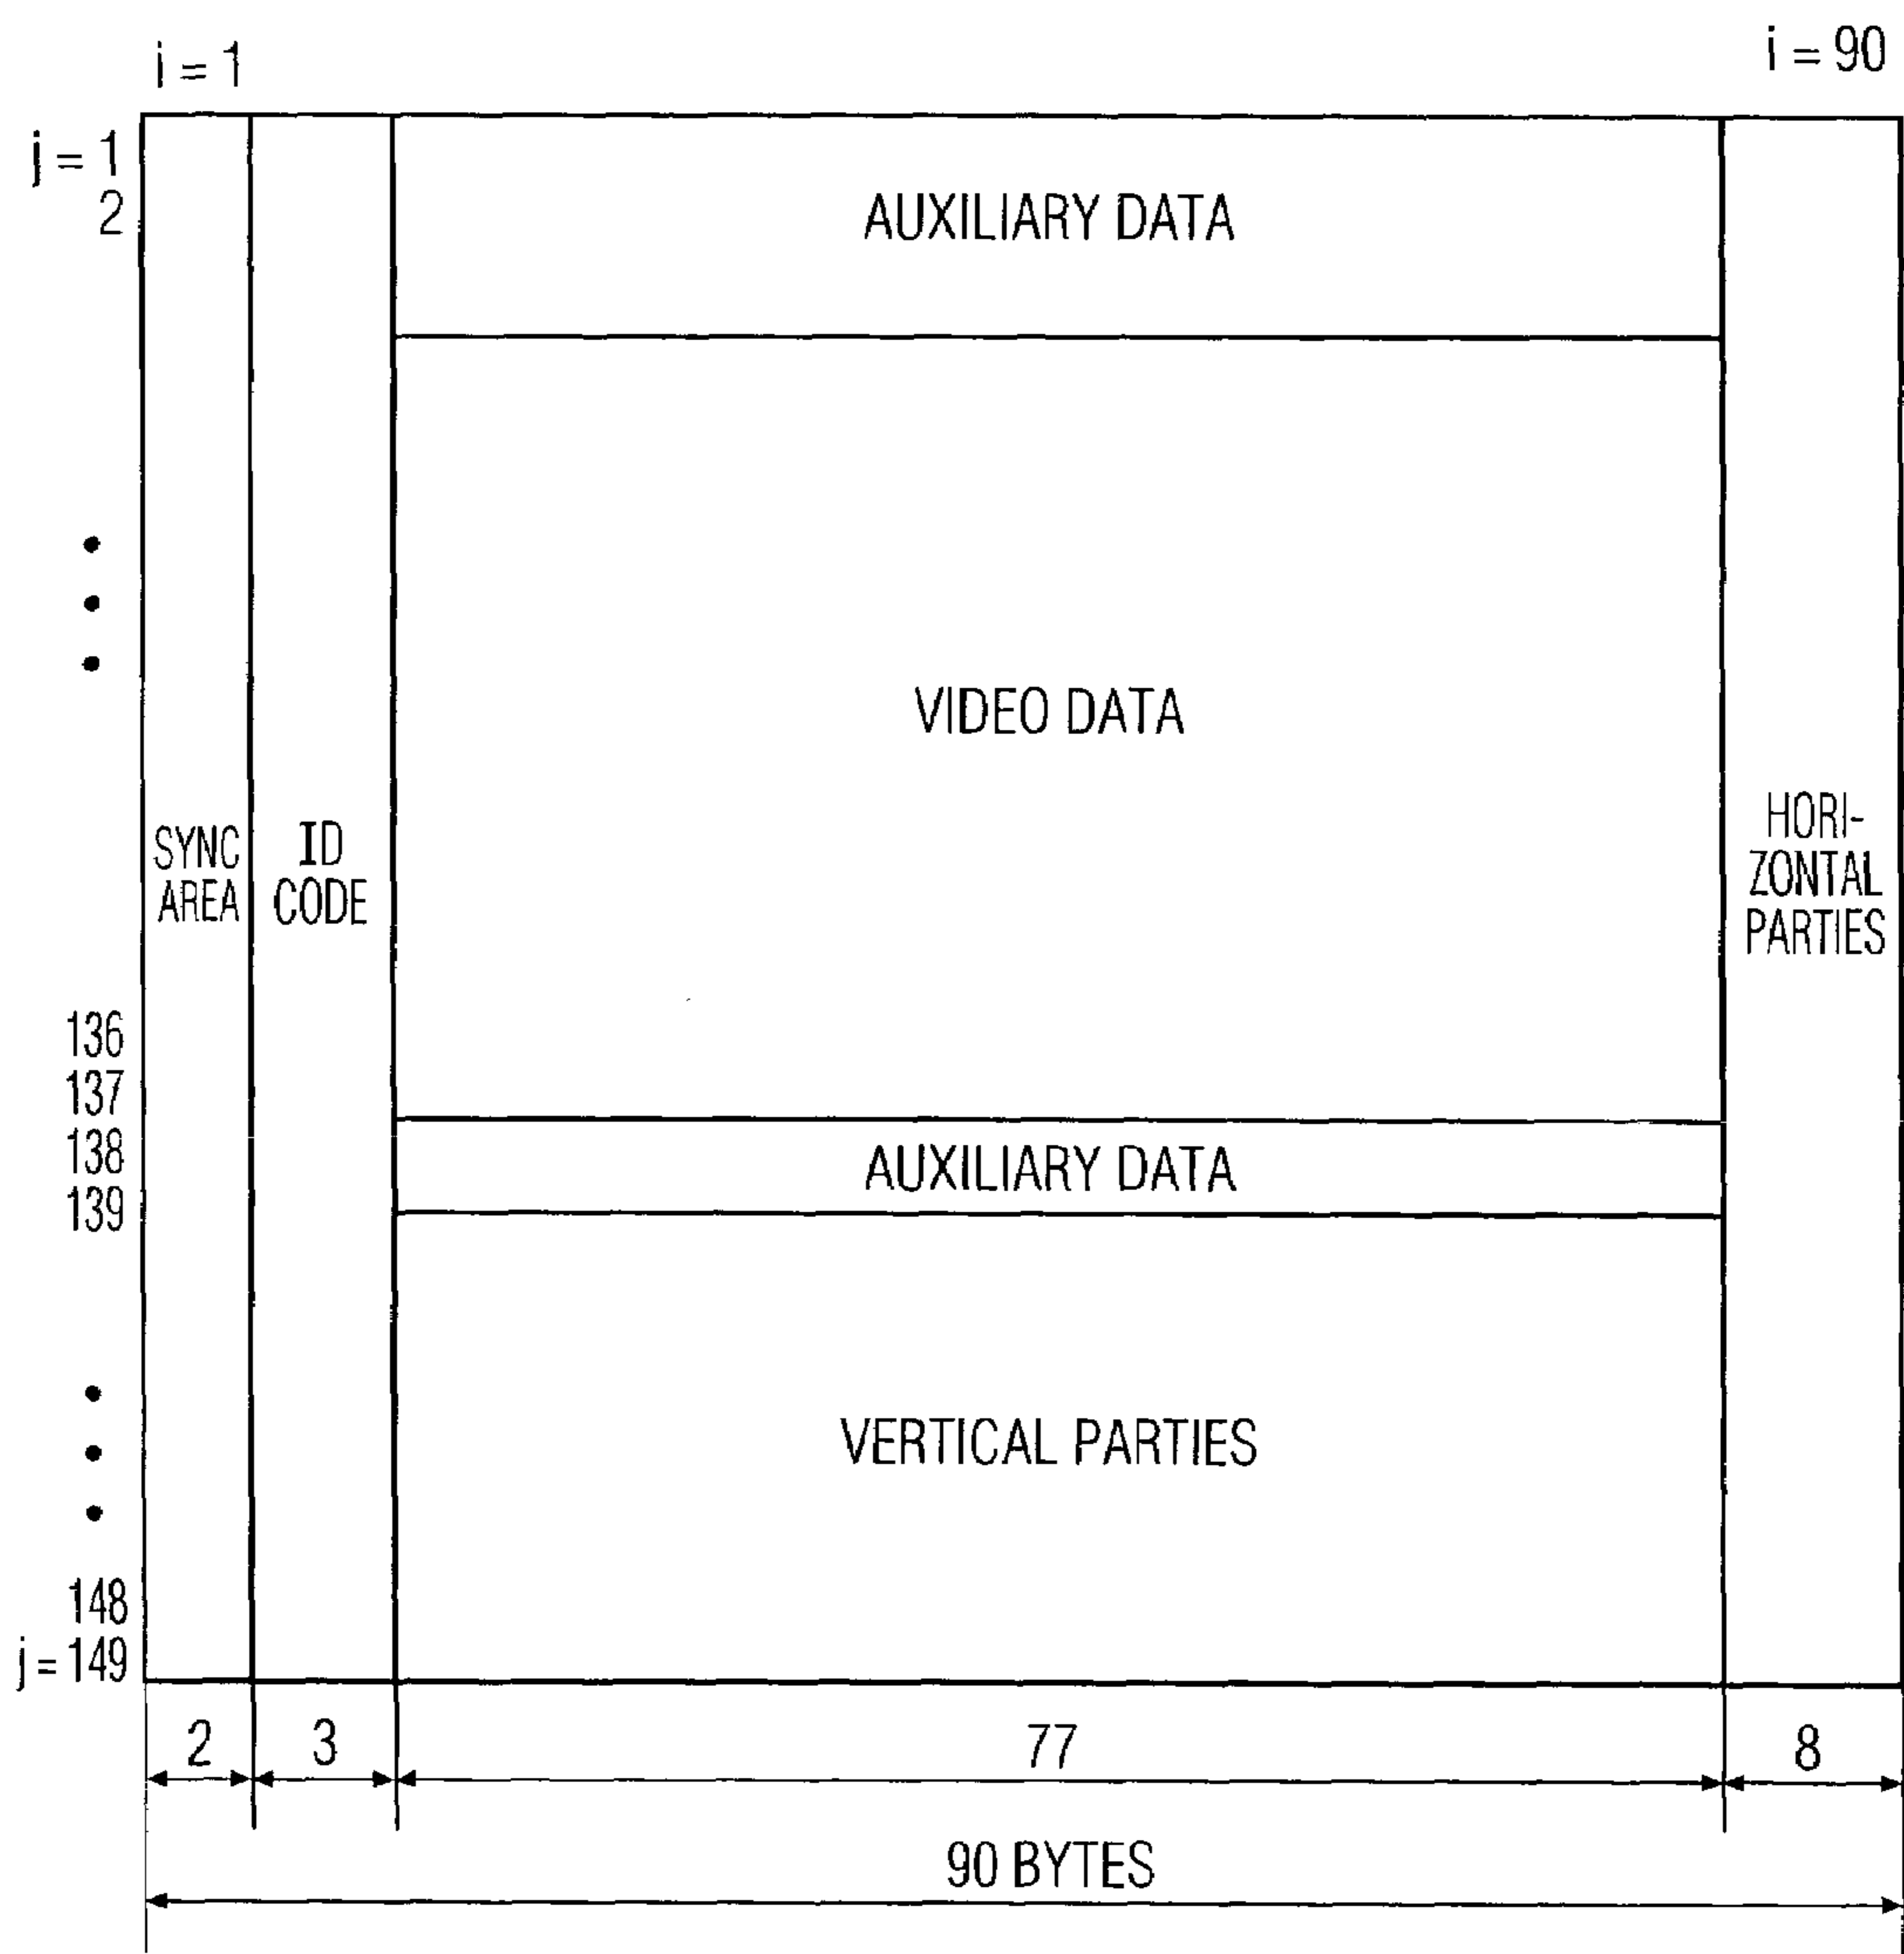 i = 1
i = 90
j = 1
2
AUXILIARY DATA
VIDEO DATA
SYNC
AREA
ID
CODE
HORI-
ZONTAL
PARTIES
136
137
138
139
AUXILIARY DATA
VERTICAL PARTIES
148
j = 149
2
3
77
8
90 BYTES